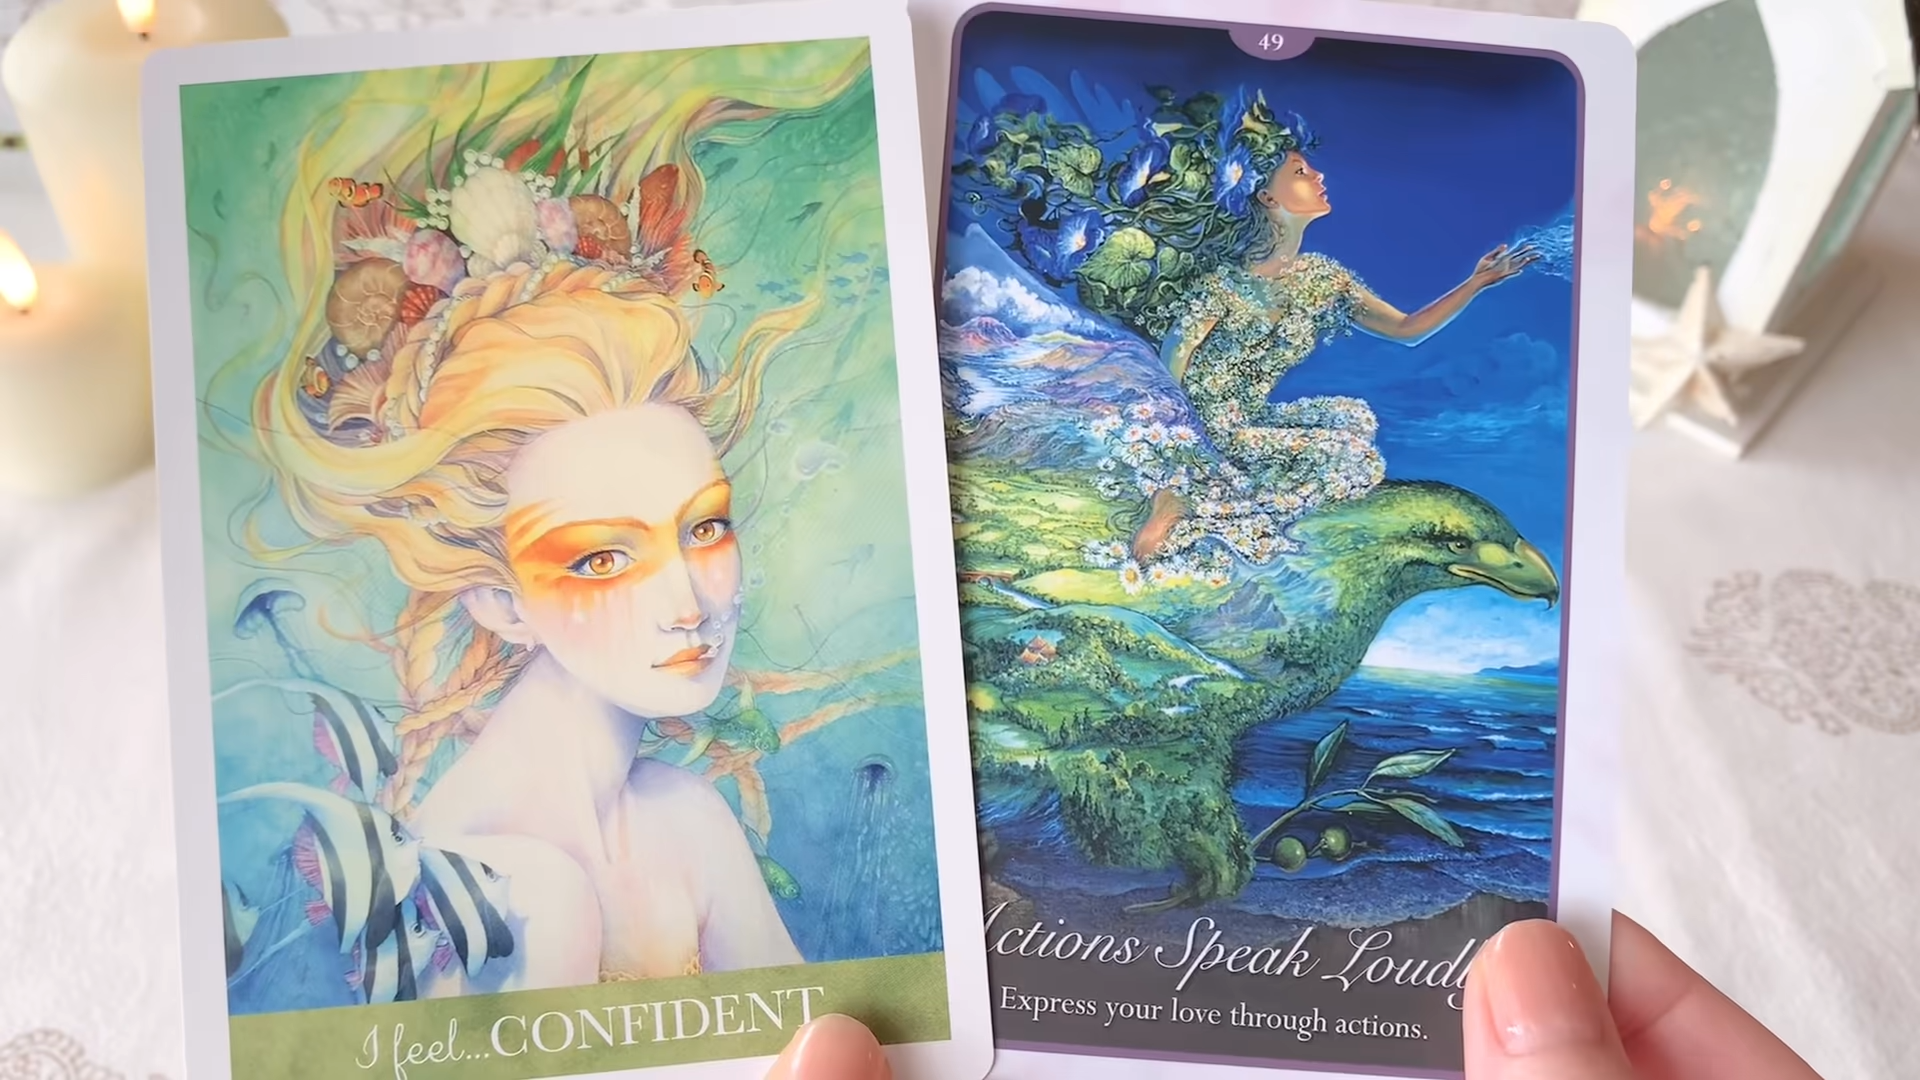 I feel...CONFIDENT
49
Actions Speak Loudly
Express your love through actions.